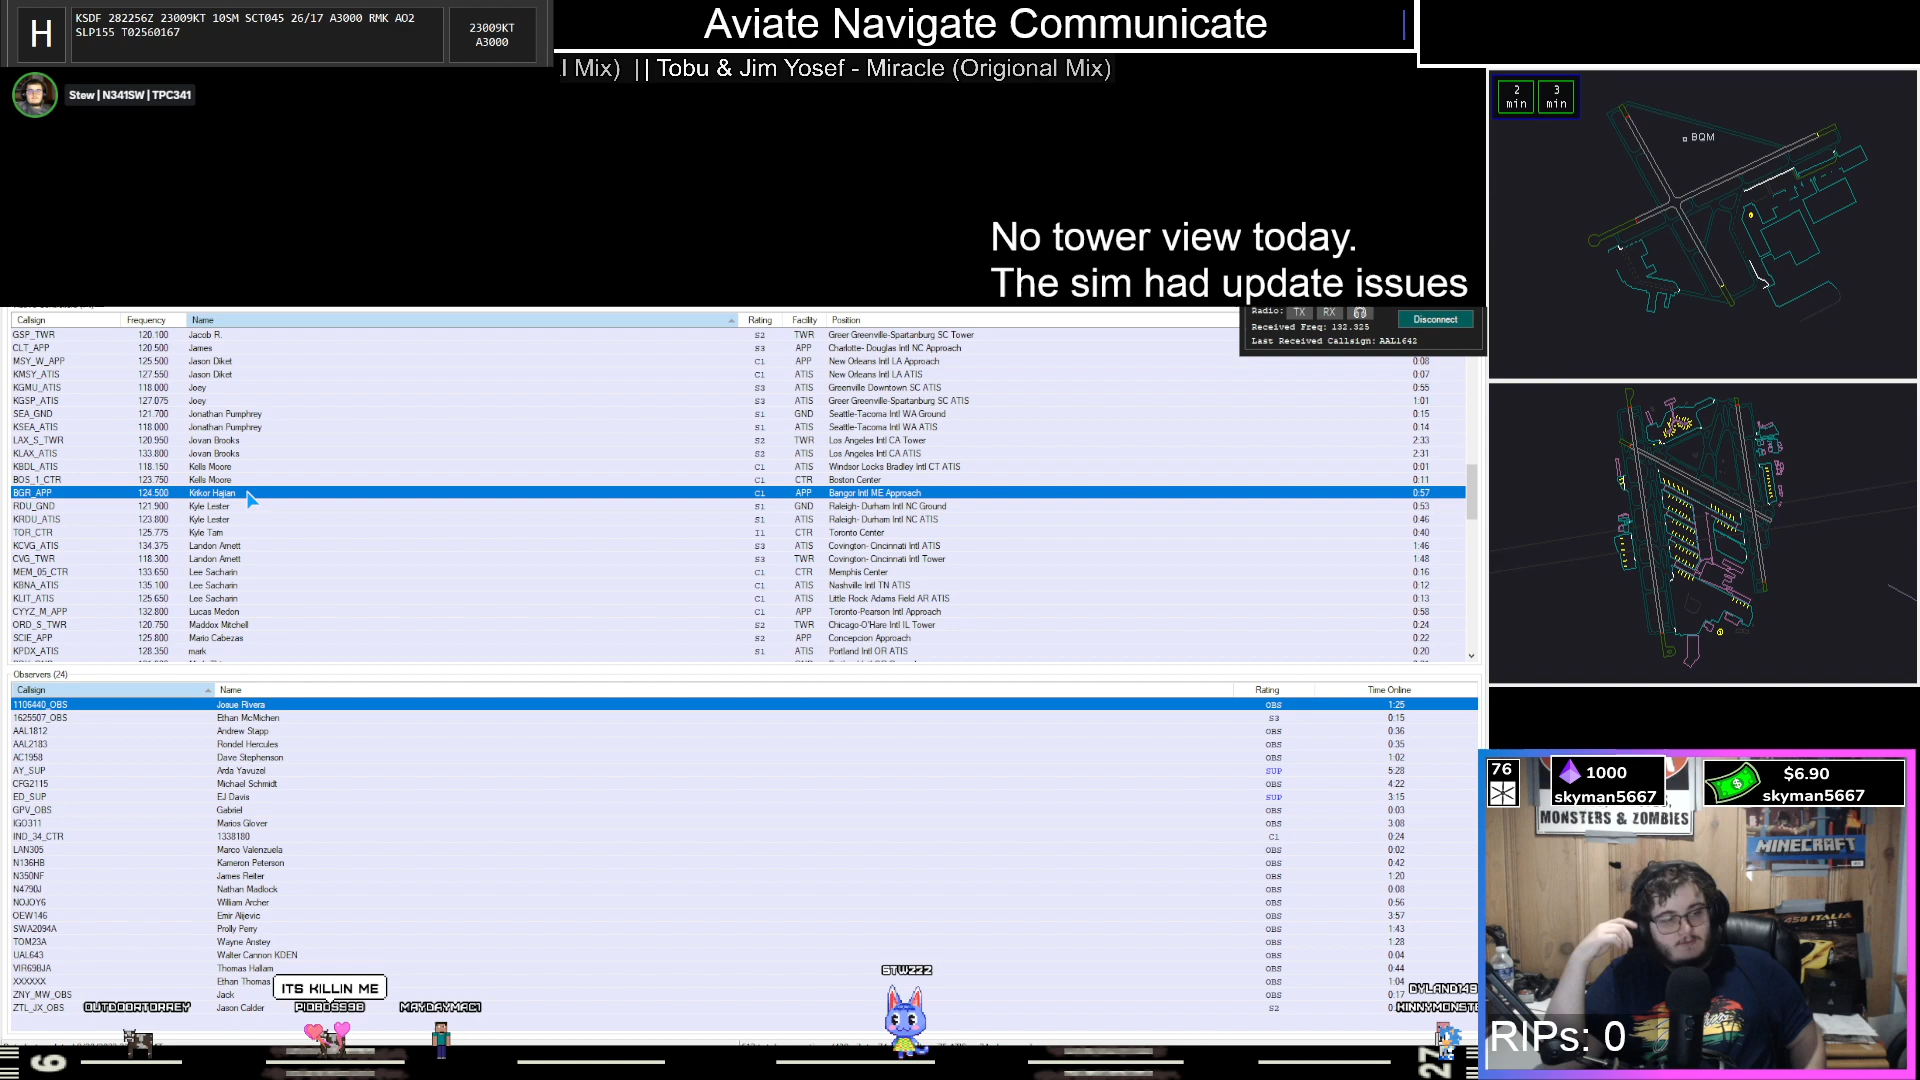 H
KSDF 282256Z 23009KT 10SM SCT045 26/17 A3000 RMK AO2
SLP155 T02560167
23009KT
A3000
Aviate Navigate Communicate
l Mix) || Tobu & Jim Yosef - Miracle (Origional Mix)
Stew | N341SW | TPC341
2 min
3 min
BQM
No tower view today.
The sim had update issues
Radio: TX RX
Disconnect
Received Freq: 132.325
Last Received Callsign: AAL1642
Callsign Frequency Name Rating Facility Position
GSP_TWR 120.100 Jacob R. S2 TWR Greer Greenville-Spartanburg SC Tower
CLT_APP 120.500 James S3 APP Charlotte- Douglas Intl NC Approach
MSY_W_APP 125.500 Jason Diket C1 APP New Orleans Intl LA Approach 0:08
KMSY_ATIS 127.550 Jason Diket C1 ATIS New Orleans Intl LA ATIS 0:07
KGMU_ATIS 118.000 Joey S3 ATIS Greenville Downtown SC ATIS 0:55
KGSP_ATIS 127.075 Joey S3 ATIS Greer Greenville-Spartanburg SC ATIS 1:01
SEA_GND 121.700 Jonathan Pumphrey S1 GND Seattle-Tacoma Intl WA Ground 0:15
KSEA_ATIS 118.000 Jonathan Pumphrey S1 ATIS Seattle-Tacoma Intl WA ATIS 0:14
LAX_S_TWR 120.950 Jovan Brooks S2 TWR Los Angeles Intl CA Tower 2:33
KLAX_ATIS 133.800 Jovan Brooks S2 ATIS Los Angeles Intl CA ATIS 2:31
KBDL_ATIS 118.150 Kells Moore C1 ATIS Windsor Locks Bradley Intl CT ATIS 0:01
BOS_1_CTR 123.750 Kells Moore C1 CTR Boston Center 0:11
BGR_APP 124.500 Krikor Hajian C1 APP Bangor Intl ME Approach 0:57
RDU_GND 121.900 Kyle Lester S1 GND Raleigh- Durham Intl NC Ground 0:53
KRDU_ATIS 123.800 Kyle Lester S1 ATIS Raleigh- Durham Intl NC ATIS 0:46
TOR_CTR 125.775 Kyle Tam I1 CTR Toronto Center 0:40
KCVG_ATIS 134.375 Landon Arnett S3 ATIS Covington- Cincinnati Intl ATIS 1:46
CVG_TWR 118.300 Landon Arnett S3 TWR Covington- Cincinnati Intl Tower 1:48
MEM_05_CTR 133.650 Lee Sacharin C1 CTR Memphis Center 0:16
KBNA_ATIS 135.100 Lee Sacharin C1 ATIS Nashville Intl TN ATIS 0:12
KLIT_ATIS 125.650 Lee Sacharin C1 ATIS Little Rock Adams Field AR ATIS 0:13
CYYZ_M_APP 132.800 Lucas Medon C1 APP Toronto-Pearson Intl Approach 0:58
ORD_S_TWR 120.750 Maddox Mitchell S2 TWR Chicago-O'Hare Intl IL Tower 0:24
SCIE_APP 125.800 Mario Cabezas S2 APP Concepcion Approach 0:22
KPDX_ATIS 128.350 mark S1 ATIS Portland Intl OR ATIS 0:20
Observers (24)
Callsign Name Rating Time Online
1106440_OBS Josue Rivera OBS 1:25
1625507_OBS Ethan McMichen S3 0:15
AAL1812 Andrew Stapp OBS 0:36
AAL2183 Rondel Hercules OBS 0:35
AC1958 Dave Stephenson OBS 1:02
AY_SUP Arda Yavuzel SUP 5:28
CFG2115 Michael Schmidt OBS 4:22
ED_SUP EJ Davis SUP 3:15
GPV_OBS Gabriel OBS 0:03
IGO311 Marios Glover OBS 3:08
IND_34_CTR 1338180 C1 0:24
LAN305 Marco Valenzuela OBS 0:02
N136HB Kameron Peterson OBS 0:42
N350NF James Reiter OBS 1:20
N4790J Nathan Madlock OBS 0:08
NOJOY6 William Archer OBS 0:56
OEW146 Emir Alijevic OBS 3:57
SWA2094A Prolly Perry OBS 1:43
TOM23A Wayne Anstey OBS 1:28
UAL643 Walter Cannon KDEN OBS 0:04
VIR69BJA Thomas Hallam OBS 0:44
XXXXXX Ethan Thomas OBS 1:04
ZNY_MW_OBS Jack OBS 0:17
ZTL_JX_OBS Jason Calder S2
ITS KILLIN ME
OUTDOORTORREY
PIOBOSS98
MAYDAYMAC1
STW222
DYLAND149
KINNYMONST
76
1000
skyman5667
$6.90
skyman5667
MONSTERS & ZOMBIES
MINECRAFT
458 ITALIA
RIPs: 0
9
27